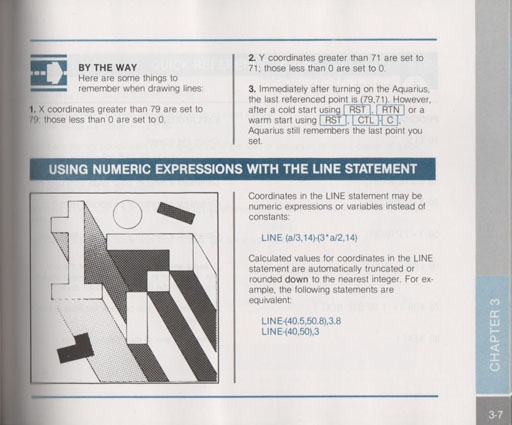 BY THE WAY
Here are some things to
remember when drawing lines:
1. X coordinates greater than 79 are set to
79: those less than 0 are set to 0.
2. Y coordinates greater than 71 are set to
71; those less than 0 are set to 0.
3. Immediately after turning on the Aquarius,
the last referenced point is (79,71). However,
after a cold start using RST , RTN or a
warm start using RST , CTL - C ,
Aquarius still remembers the last point you
set.
USING NUMERIC EXPRESSIONS WITH THE LINE STATEMENT
Coordinates in the LINE statement may be
numeric expressions or variables instead of
constants:
LINE (a/3,14)-(3*a/2,14)
Calculated values for coordinates in the LINE
statement are automatically truncated or
rounded down to the nearest integer. For ex-
ample, the following statements are
equivalent:
LINE-(40.5,50.8),3.8
LINE-(40,50),3
CHAPTER 3
3-7